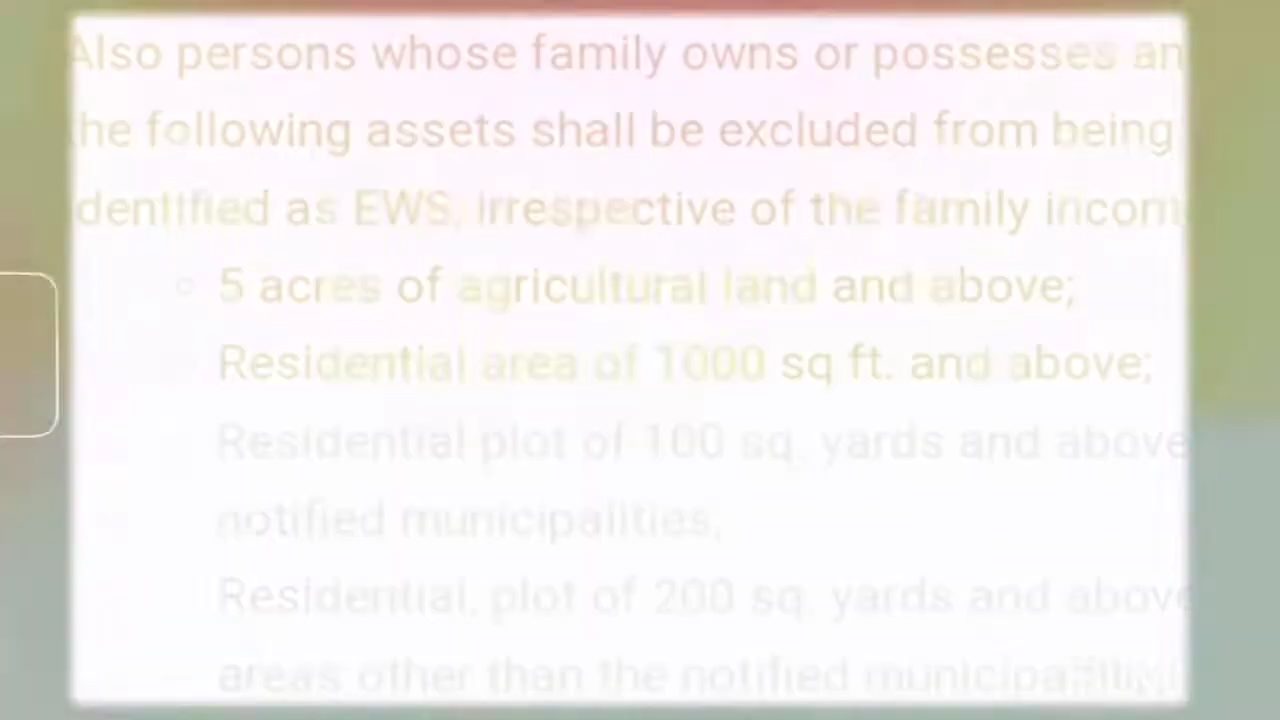 Also persons whose family owns or possesses an
the following assets shall be excluded from being
dentified as EWS, irrespective of the family incom
5 acres of agricultural land and above;
Residential area of 1000 sq ft. and above;
Residential plot of 100 sq. yards and above
notified municipalities;
Residential, plot of 200 sq. yards and above
areas other than the notified